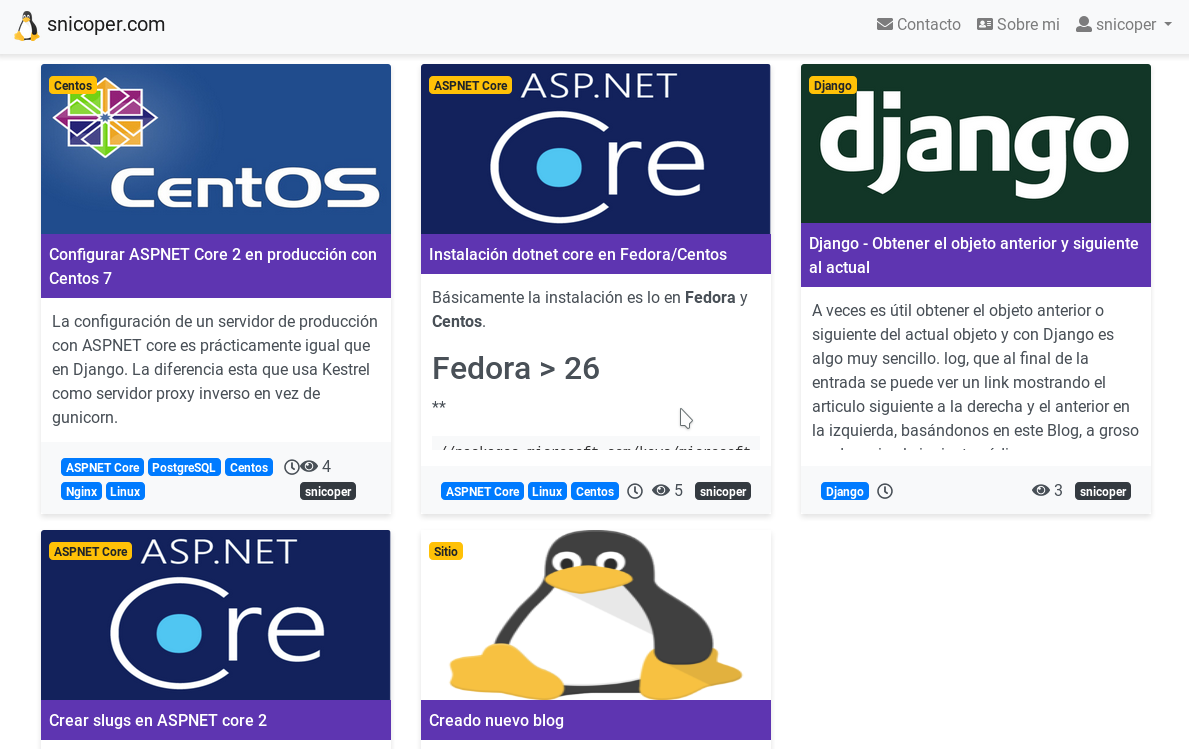 snicoper.com
Contacto
Sobre mi
snicoper
Centos
CentOS
Configurar ASPNET Core 2 en producción con
Centos 7
La configuración de un servidor de producción
con ASPNET core es prácticamente igual que
en Django. La diferencia esta que usa Kestrel
como servidor proxy inverso en vez de
gunicorn.
ASPNET Core PostgreSQL Centos 4
Nginx Linux snicoper
ASPNET Core
ASP.NET
Core
Instalación dotnet core en Fedora/Centos
Básicamente la instalación es lo en Fedora y
Centos.
Fedora > 26
**
ASPNET Core Linux Centos 5 snicoper
Django
django
Django - Obtener el objeto anterior y siguiente
al actual
A veces es útil obtener el objeto anterior o
siguiente del actual objeto y con Django es
algo muy sencillo. log, que al final de la
entrada se puede ver un link mostrando el
articulo siguiente a la derecha y el anterior en
la izquierda, basándonos en este Blog, a groso
Django 3 snicoper
ASPNET Core
ASP.NET
Core
Crear slugs en ASPNET core 2
Sitio
Creado nuevo blog